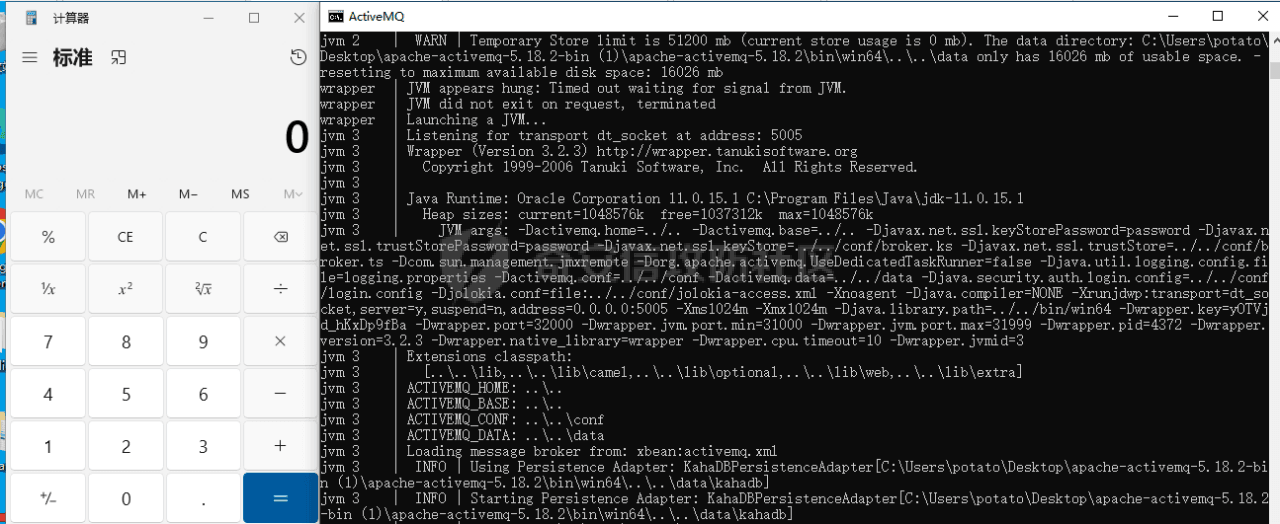 计算器
标准
0
MC MR M+ M− MS M˅
% CE C
¹/x x² ²√x ÷
7 8 9 ×
4 5 6 −
1 2 3 +
+/− 0 . =
ActiveMQ
jvm 2    | WARN | Temporary Store limit is 51200 mb (current store usage is 0 mb). The data directory: C:\Users\potato\
Desktop\apache-activemq-5.18.2-bin (1)\apache-activemq-5.18.2\bin\win64\..\..\data only has 16026 mb of usable space. -
resetting to maximum available disk space: 16026 mb
wrapper  | JVM appears hung: Timed out waiting for signal from JVM.
wrapper  | JVM did not exit on request, terminated
wrapper  | Launching a JVM...
jvm 3    | Listening for transport dt_socket at address: 5005
jvm 3    | Wrapper (Version 3.2.3) http://wrapper.tanukisoftware.org
jvm 3    |   Copyright 1999-2006 Tanuki Software, Inc.  All Rights Reserved.
jvm 3    |
jvm 3    | Java Runtime: Oracle Corporation 11.0.15.1 C:\Program Files\Java\jdk-11.0.15.1
jvm 3    |   Heap sizes: current=1048576k  free=1037312k  max=1048576k
jvm 3    |     JVM args: -Dactivemq.home=../.. -Dactivemq.base=../.. -Djavax.net.ssl.keyStorePassword=password -Djavax.n
et.ssl.trustStorePassword=password -Djavax.net.ssl.keyStore=../../conf/broker.ks -Djavax.net.ssl.trustStore=../../conf/b
roker.ts -Dcom.sun.management.jmxremote -Dorg.apache.activemq.UseDedicatedTaskRunner=false -Djava.util.logging.config.fi
le=logging.properties -Dactivemq.conf=../../conf -Dactivemq.data=../../data -Djava.security.auth.login.config=../../conf
/login.config -Djolokia.conf=file:../../conf/jolokia-access.xml -Xnoagent -Djava.compiler=NONE -Xrunjdwp:transport=dt_so
cket,server=y,suspend=n,address=0.0.0.0:5005 -Xms1024m -Xmx1024m -Djava.library.path=../../bin/win64 -Dwrapper.key=yOTVj
d_hKxDp9fBa -Dwrapper.port=32000 -Dwrapper.jvm.port.min=31000 -Dwrapper.jvm.port.max=31999 -Dwrapper.pid=4372 -Dwrapper.
version=3.2.3 -Dwrapper.native_library=wrapper -Dwrapper.cpu.timeout=10 -Dwrapper.jvmid=3
jvm 3    | Extensions classpath:
jvm 3    |   [..\..\lib,..\..\lib\camel,..\..\lib\optional,..\..\lib\web,..\..\lib\extra]
jvm 3    | ACTIVEMQ_HOME: ..\..
jvm 3    | ACTIVEMQ_BASE: ..\..
jvm 3    | ACTIVEMQ_CONF: ..\..\conf
jvm 3    | ACTIVEMQ_DATA: ..\..\data
jvm 3    | Loading message broker from: xbean:activemq.xml
jvm 3    |  INFO | Using Persistence Adapter: KahaDBPersistenceAdapter[C:\Users\potato\Desktop\apache-activemq-5.18.2-bi
n (1)\apache-activemq-5.18.2\bin\win64\..\..\data\kahadb]
jvm 3    |  INFO | Starting Persistence Adapter: KahaDBPersistenceAdapter[C:\Users\potato\Desktop\apache-activemq-5.18.2
-bin (1)\apache-activemq-5.18.2\bin\win64\..\..\data\kahadb]